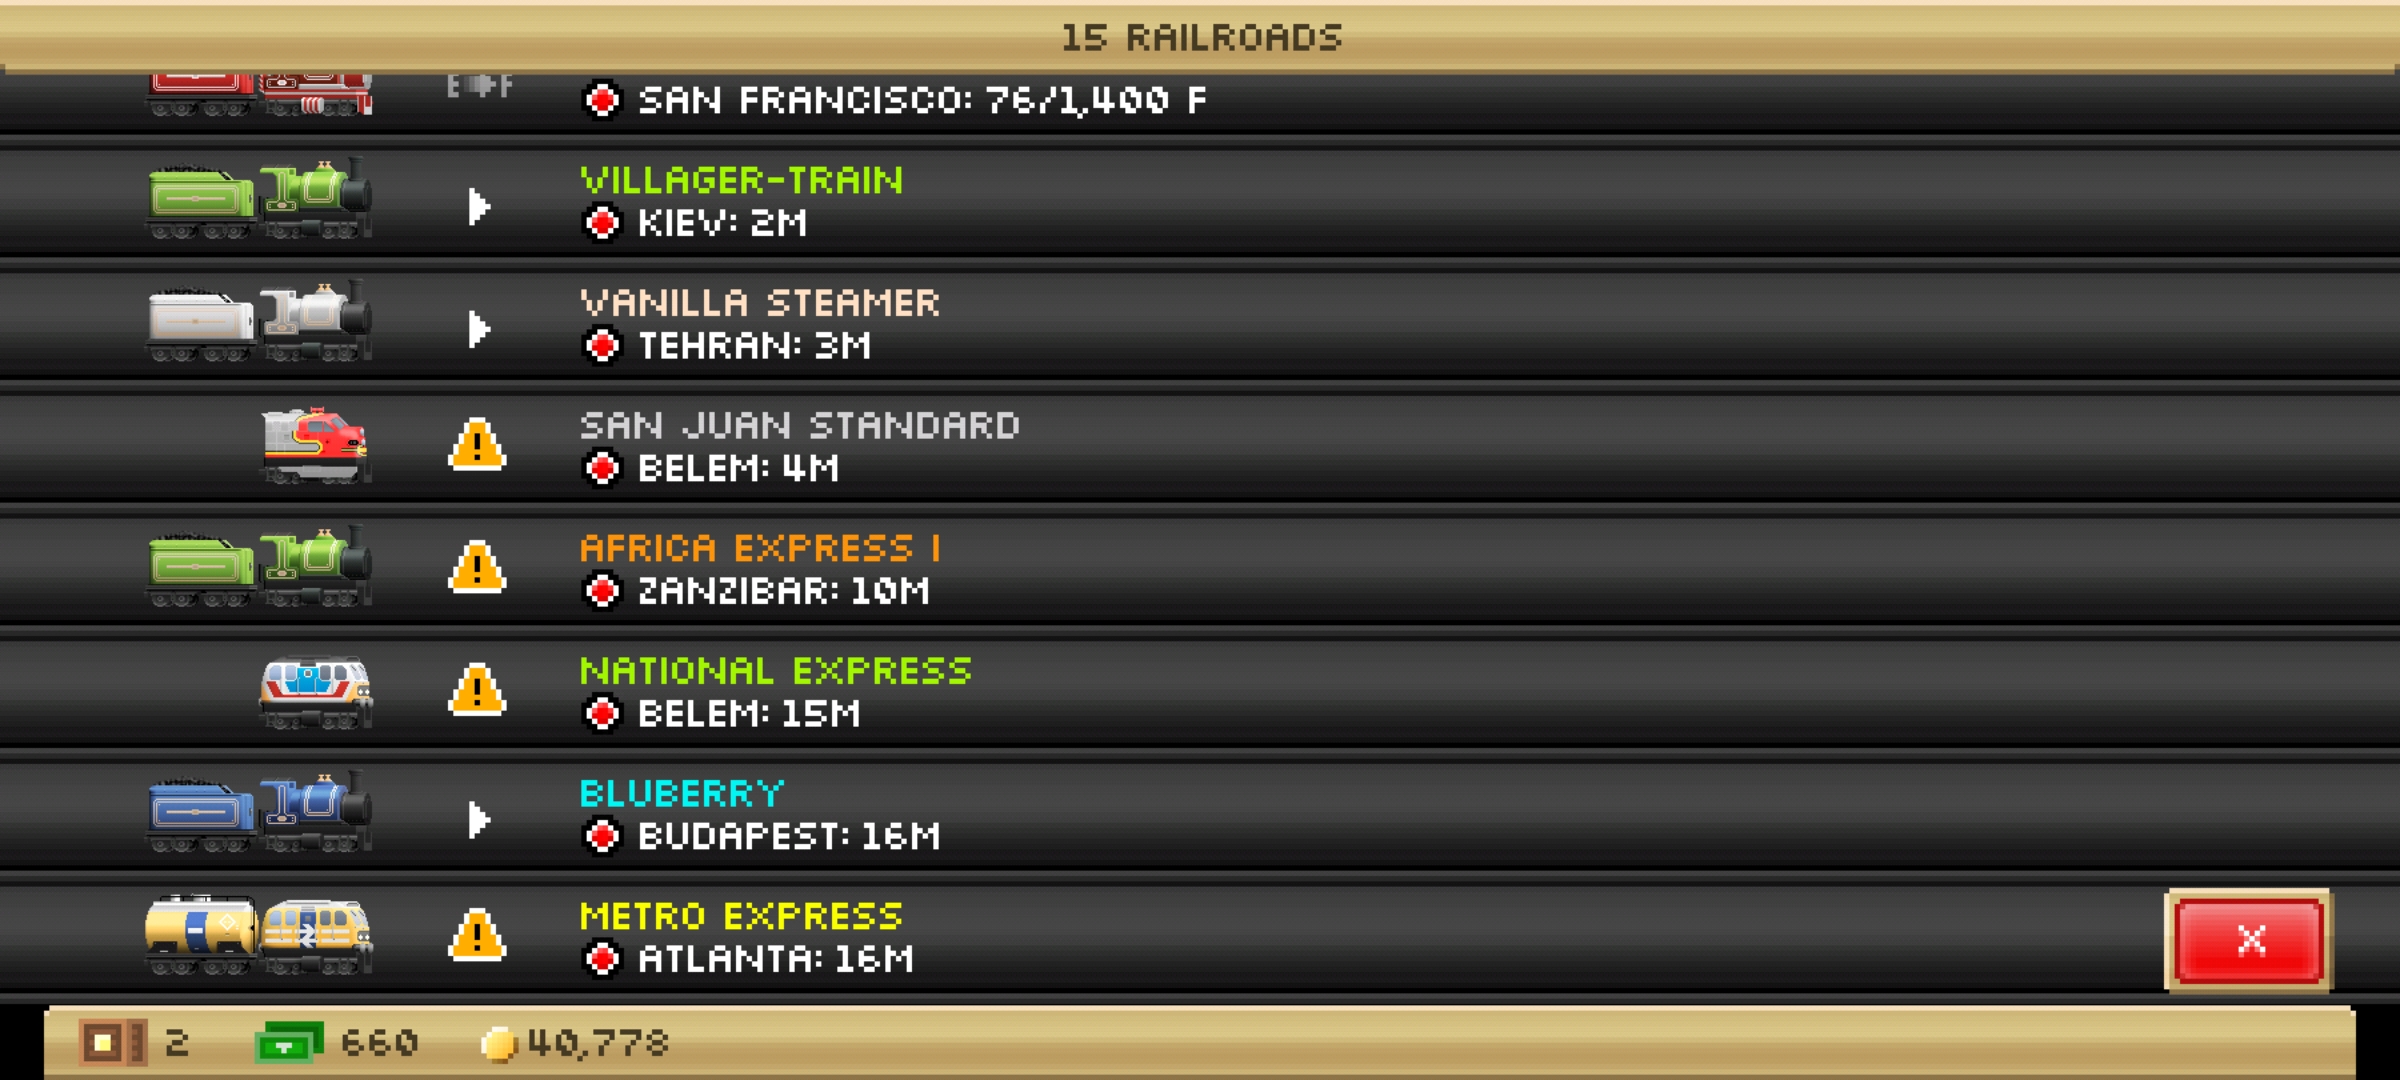 15 RAILROADS
E F
SAN FRANCISCO: 76/1,400 F
VILLAGER-TRAIN
KIEV: 2M
VANILLA STEAMER
TEHRAN: 3M
SAN JUAN STANDARD
BELEM: 4M
AFRICA EXPRESS I
ZANZIBAR: 10M
NATIONAL EXPRESS
BELEM: 15M
BLUBERRY
BUDAPEST: 16M
METRO EXPRESS
ATLANTA: 16M
X
2 660 40,778